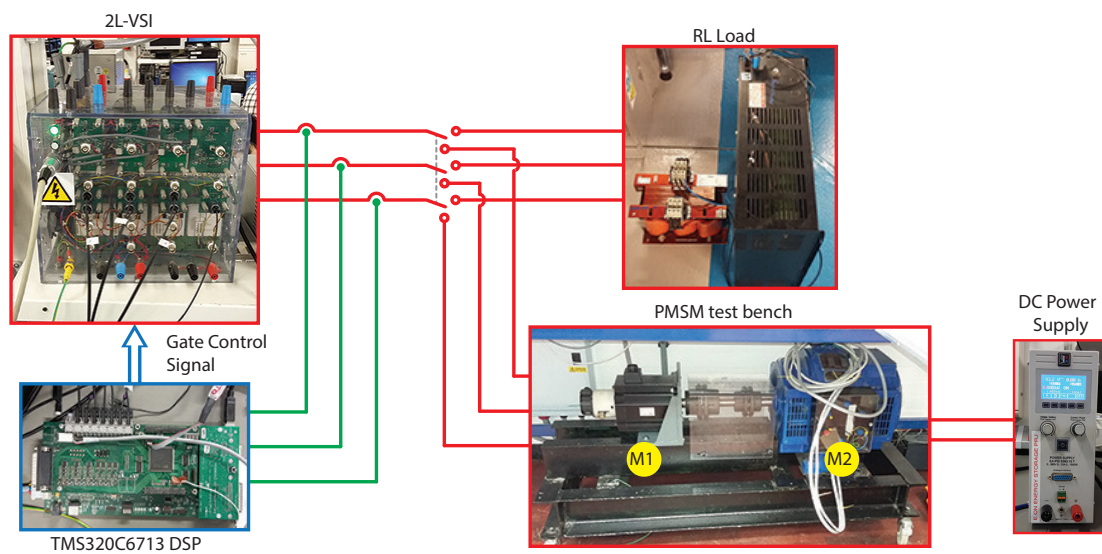 2L-VSI
RL Load
PMSM test bench
DC Power
Supply
Gate Control
Signal
M1
M2
TMS320C6713 DSP